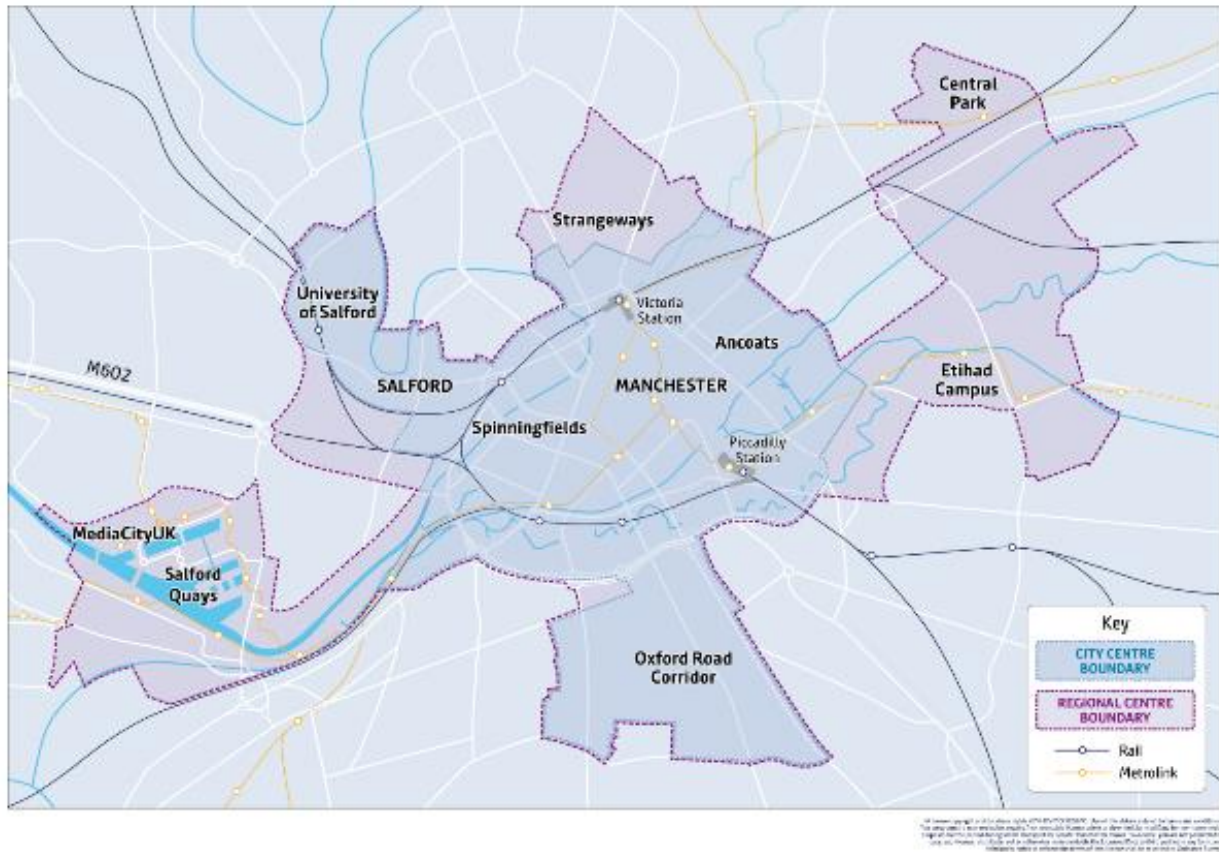 Central
Park
Strangeways
University
of Salford
Victoria
Station
Ancoats
M602
SALFORD
MANCHESTER
Etihad
Campus
Spinningfields
Piccadilly
Station
MediaCityUK
Salford
Quays
Oxford Road
Corridor
Key
CITY CENTRE
BOUNDARY
REGIONAL CENTRE
BOUNDARY
Rail
Metrolink